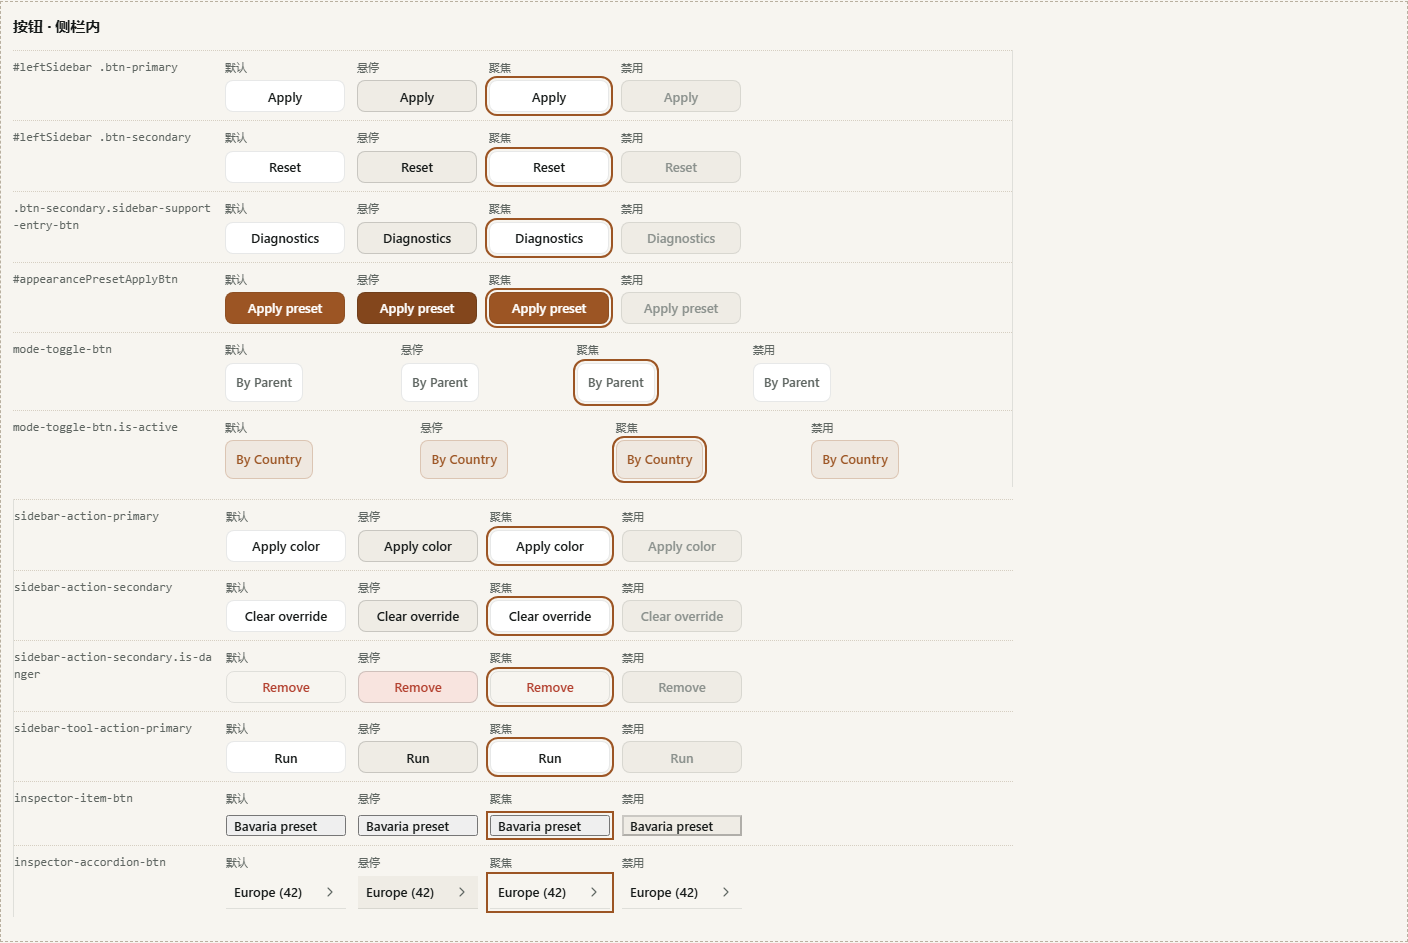 按钮 · 侧栏内
#leftSidebar .btn-primary 默认 悬停 聚焦 禁用
Apply Apply Apply Apply
#leftSidebar .btn-secondary 默认 悬停 聚焦 禁用
Reset Reset Reset Reset
.btn-secondary.sidebar-support 默认 悬停 聚焦 禁用
-entry-btn
Diagnostics Diagnostics Diagnostics Diagnostics
#appearancePresetApplyBtn 默认 悬停 聚焦 禁用
Apply preset Apply preset Apply preset Apply preset
mode-toggle-btn 默认 悬停 聚焦 禁用
By Parent By Parent By Parent By Parent
mode-toggle-btn.is-active 默认 悬停 聚焦 禁用
By Country By Country By Country By Country
sidebar-action-primary 默认 悬停 聚焦 禁用
Apply color Apply color Apply color Apply color
sidebar-action-secondary 默认 悬停 聚焦 禁用
Clear override Clear override Clear override Clear override
sidebar-action-secondary.is-da 默认 悬停 聚焦 禁用
nger
Remove Remove Remove Remove
sidebar-tool-action-primary 默认 悬停 聚焦 禁用
Run Run Run Run
inspector-item-btn 默认 悬停 聚焦 禁用
Bavaria preset Bavaria preset Bavaria preset Bavaria preset
inspector-accordion-btn 默认 悬停 聚焦 禁用
Europe (42) Europe (42) Europe (42) Europe (42)